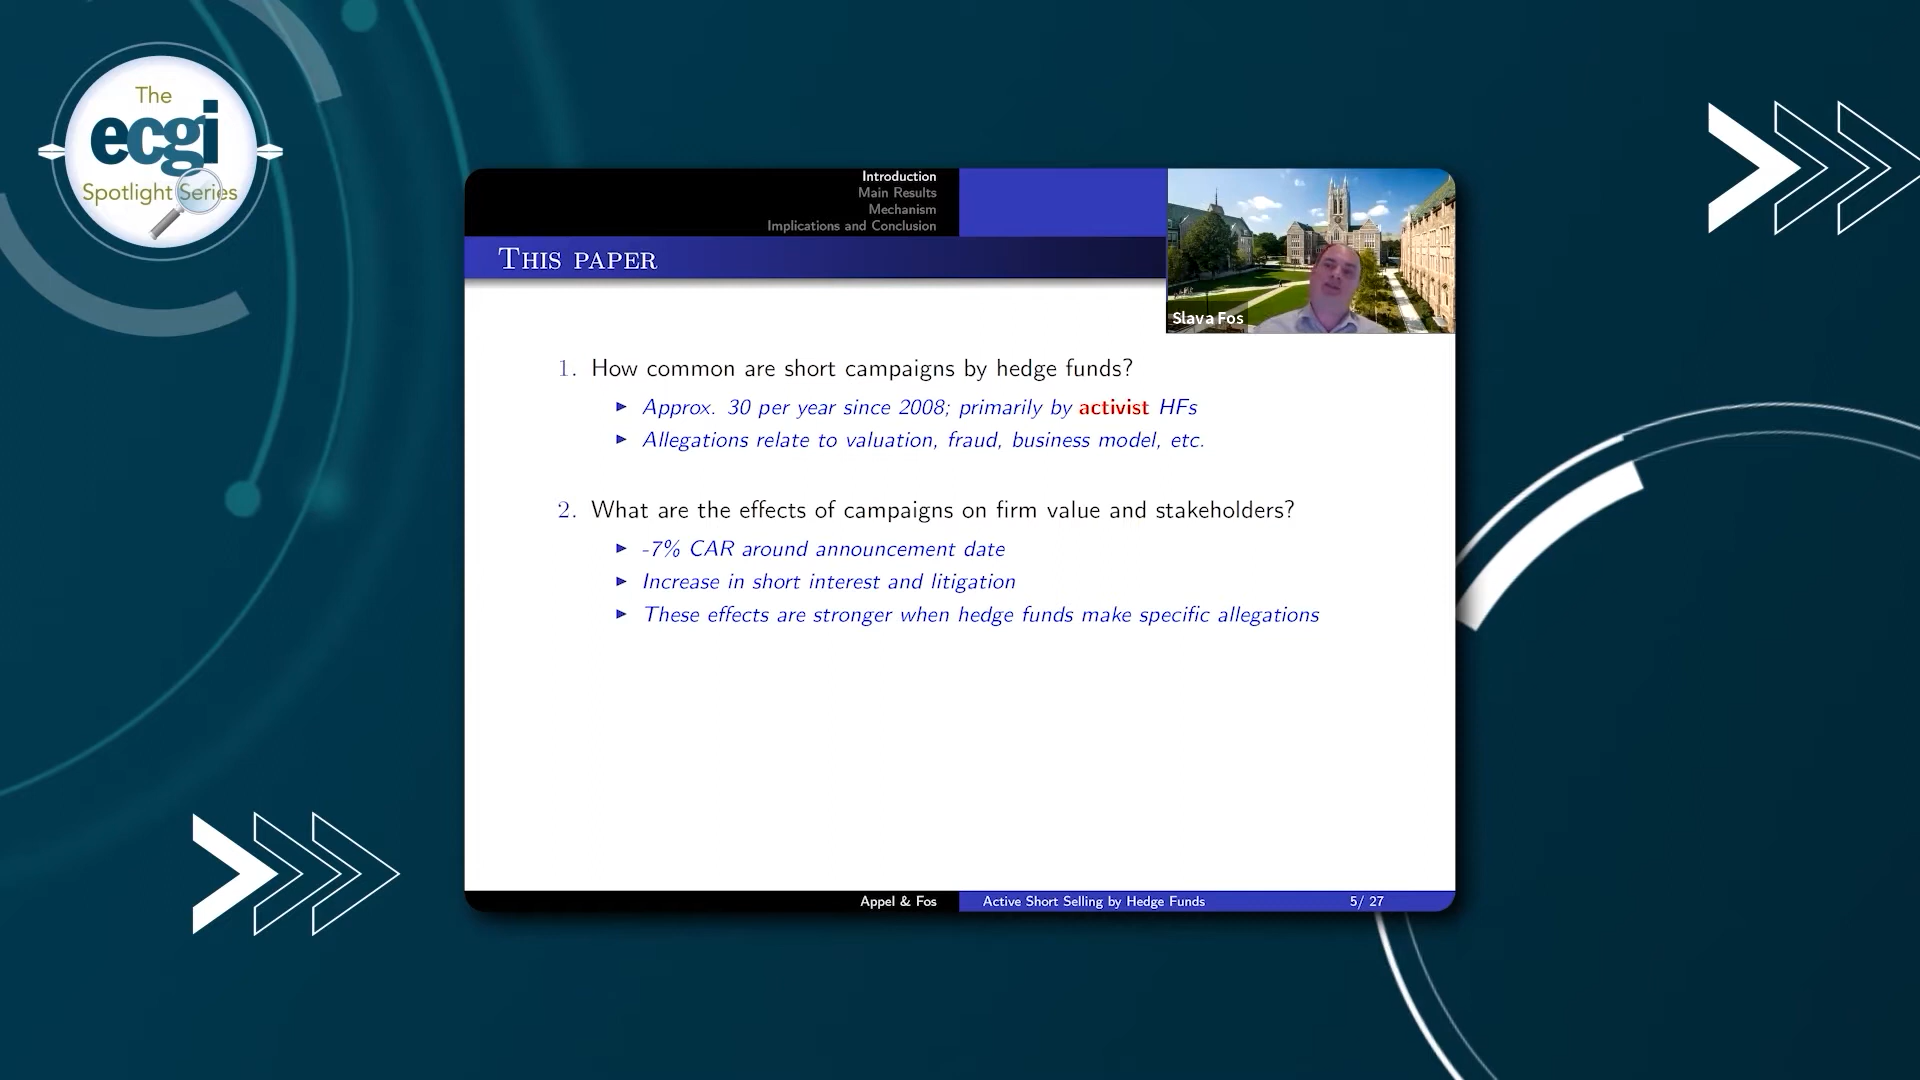 The
ecgi
Spotlight Series
Introduction
Main Results
Mechanism
Implications and Conclusion
THIS PAPER
Slava Fos
1. How common are short campaigns by hedge funds?
▶ Approx. 30 per year since 2008; primarily by activist HFs
▶ Allegations relate to valuation, fraud, business model, etc.
2. What are the effects of campaigns on firm value and stakeholders?
▶ -7% CAR around announcement date
▶ Increase in short interest and litigation
▶ These effects are stronger when hedge funds make specific allegations
Appel & Fos
Active Short Selling by Hedge Funds
5/ 27